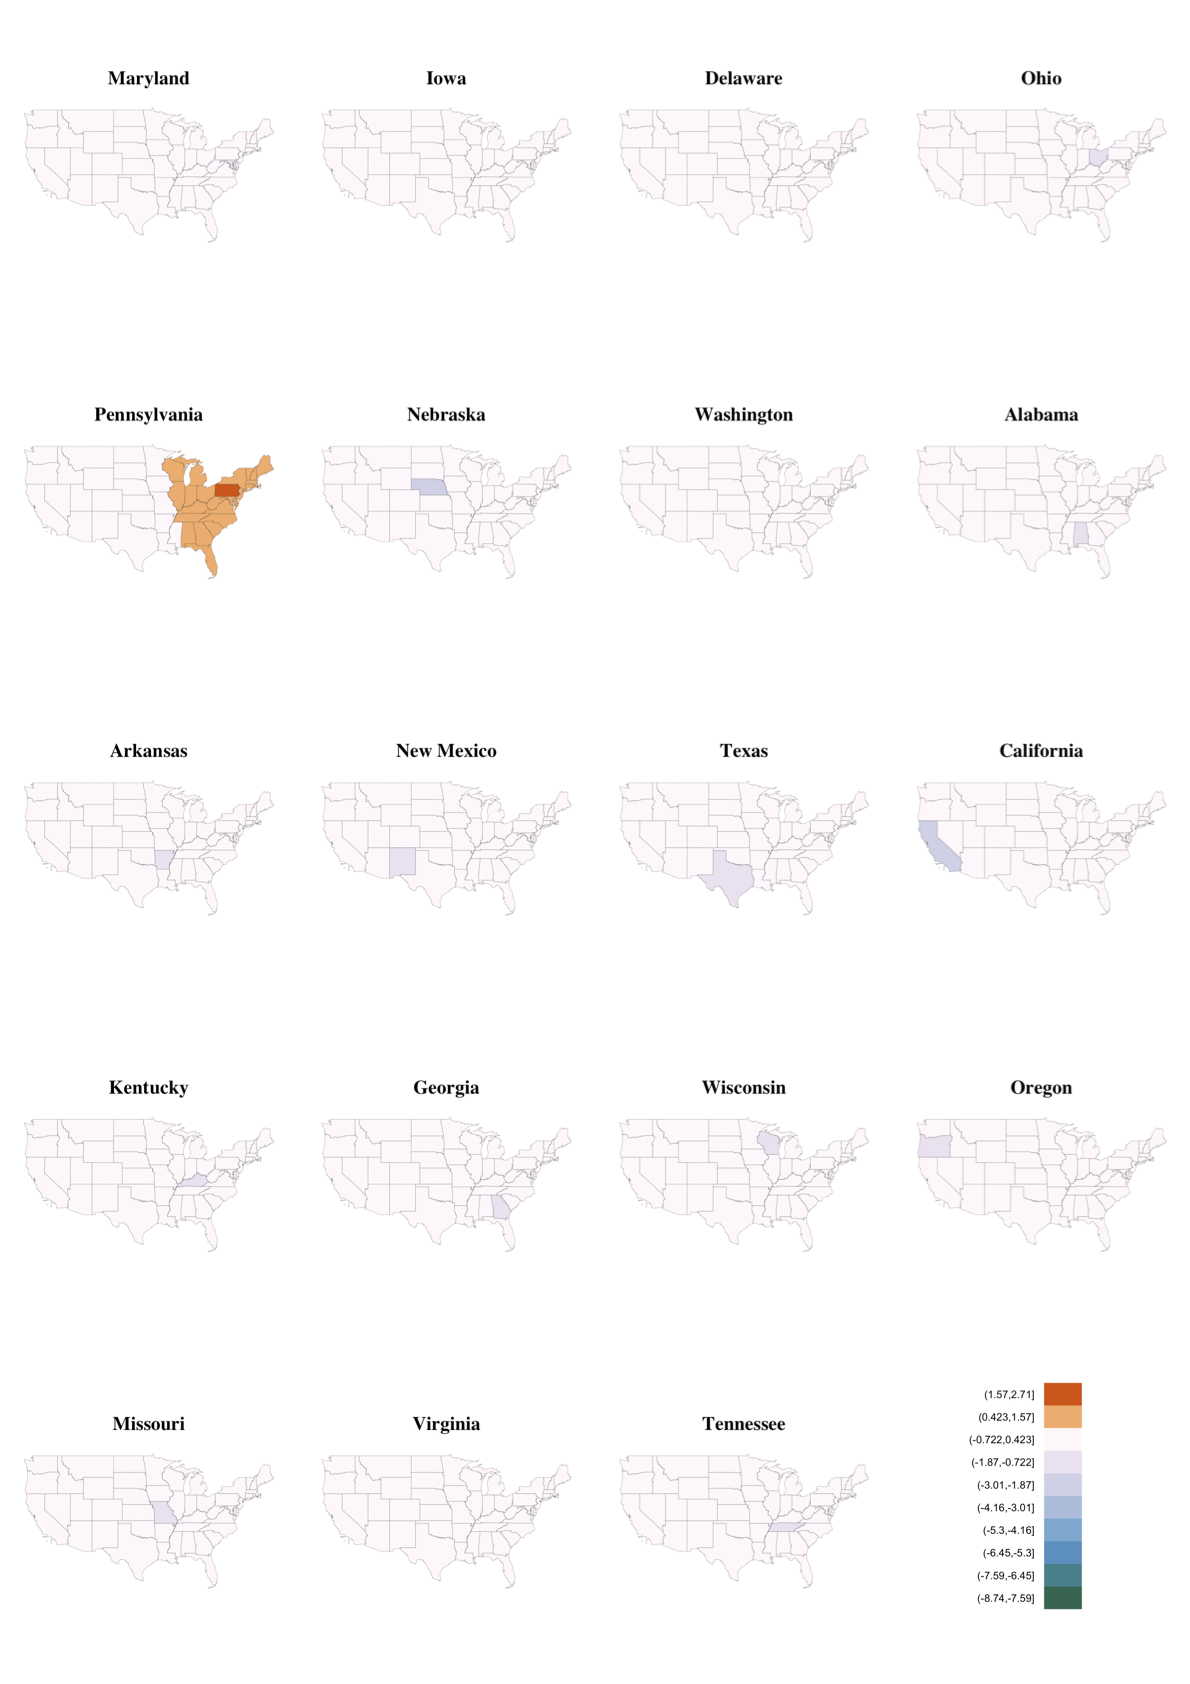 Maryland
Iowa
Delaware
Ohio
Pennsylvania
Nebraska
Washington
Alabama
Arkansas
New Mexico
Texas
California
Kentucky
Georgia
Wisconsin
Oregon
Missouri
Virginia
Tennessee
(1.57,2.71]
(0.423,1.57]
(-0.722,0.423]
(-1.87,-0.722]
(-3.01,-1.87]
(-4.16,-3.01]
(-5.3,-4.16]
(-6.45,-5.3]
(-7.59,-6.45]
(-8.74,-7.59]